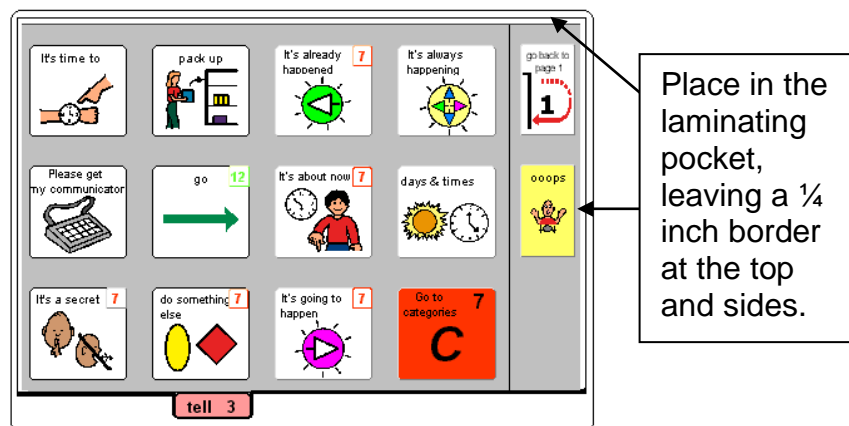 It's time to
pack up
It's already 7
happened
It's always
happening
go back to
page 1
1
Please get
my communicator
go 12
It's about now 7
days & times
ooops
It's a secret 7
do something 7
else
It's going to 7
happen
Go to 7
categories
C
tell 3
Place in the
laminating
pocket,
leaving a ¼
inch border
at the top
and sides.